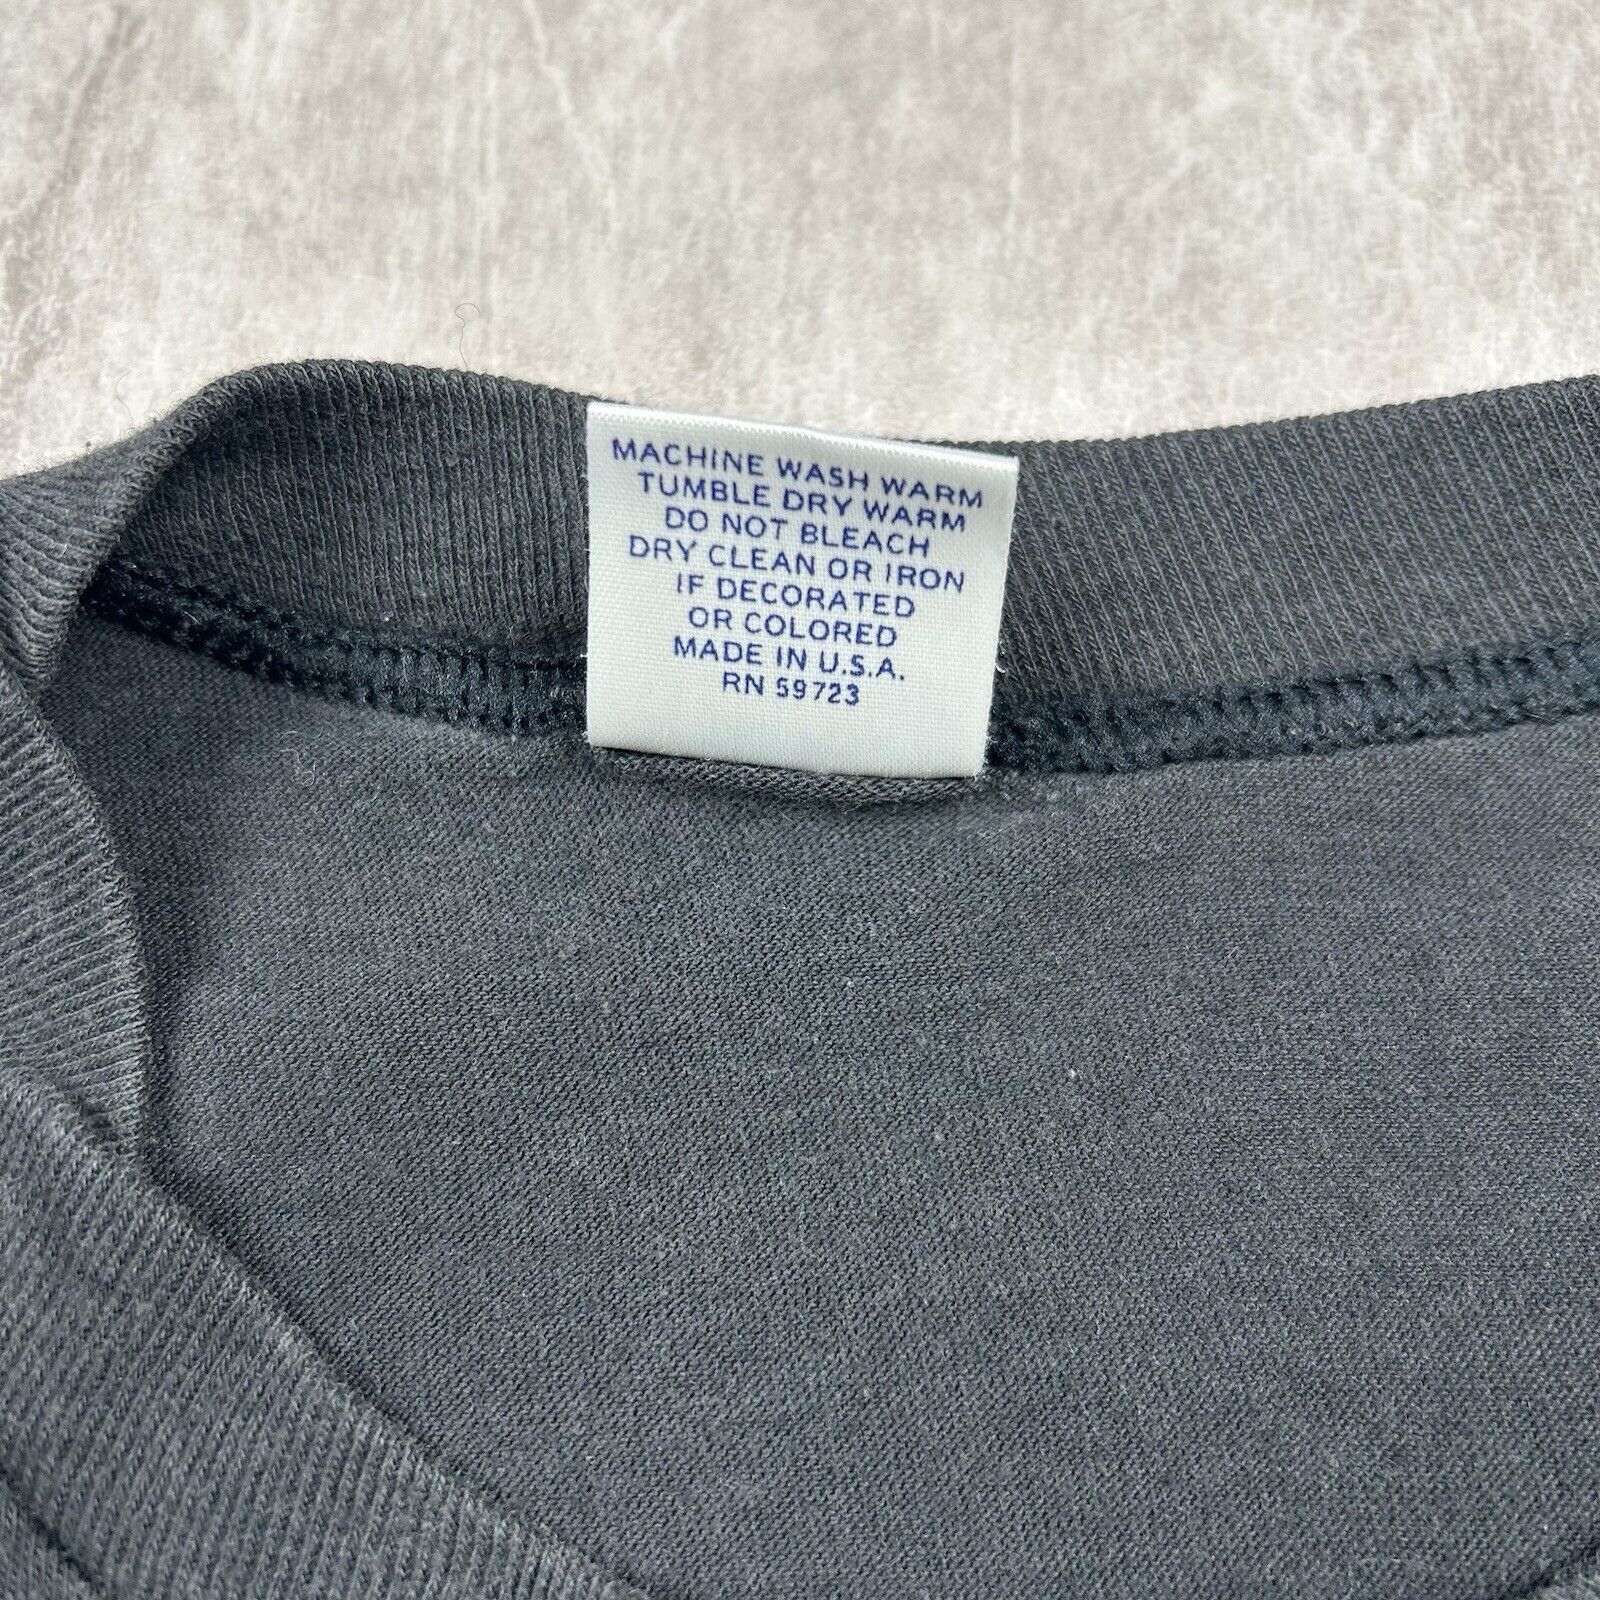 MACHINE WASH WARM
TUMBLE DRY WARM
DO NOT BLEACH
DRY CLEAN OR IRON
IF DECORATED
OR COLORED
MADE IN U.S.A.
RN 59723